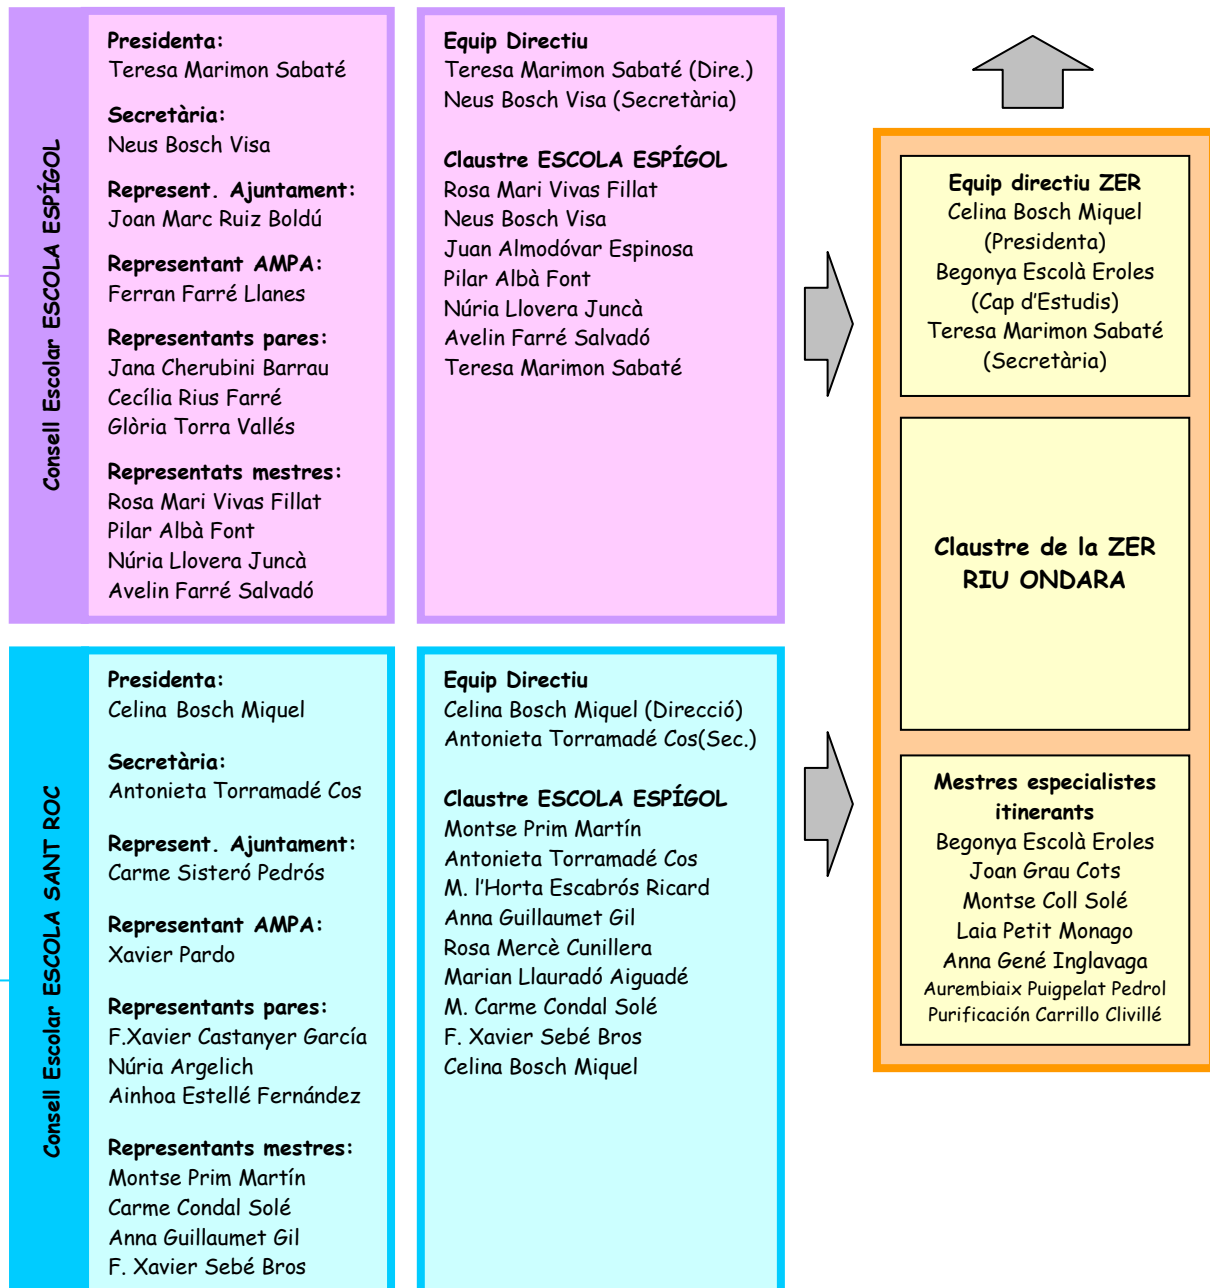 Consell Escolar ESCOLA ESPÍGOL
Presidenta:
Teresa Marimon Sabaté
Secretària:
Neus Bosch Visa
Represent. Ajuntament:
Joan Marc Ruiz Boldú
Representant AMPA:
Ferran Farré Llanes
Representants pares:
Jana Cherubini Barrau
Cecília Rius Farré
Glòria Torra Vallés
Representats mestres:
Rosa Mari Vivas Fillat
Pilar Albà Font
Núria Llovera Juncà
Avelin Farré Salvadó
Equip Directiu
Teresa Marimon Sabaté (Dire.)
Neus Bosch Visa (Secretària)
Claustre ESCOLA ESPÍGOL
Rosa Mari Vivas Fillat
Neus Bosch Visa
Juan Almodóvar Espinosa
Pilar Albà Font
Núria Llovera Juncà
Avelin Farré Salvadó
Teresa Marimon Sabaté
Consell Escolar ESCOLA SANT ROC
Presidenta:
Celina Bosch Miquel
Secretària:
Antonieta Torramadé Cos
Represent. Ajuntament:
Carme Sisteró Pedrós
Representant AMPA:
Xavier Pardo
Representants pares:
F.Xavier Castanyer García
Núria Argelich
Ainhoa Estellé Fernández
Representants mestres:
Montse Prim Martín
Carme Condal Solé
Anna Guillaumet Gil
F. Xavier Sebé Bros
Equip Directiu
Celina Bosch Miquel (Direcció)
Antonieta Torramadé Cos(Sec.)
Claustre ESCOLA ESPÍGOL
Montse Prim Martín
Antonieta Torramadé Cos
M. l'Horta Escabrós Ricard
Anna Guillaumet Gil
Rosa Mercè Cunillera
Marian Llauradó Aiguadé
M. Carme Condal Solé
F. Xavier Sebé Bros
Celina Bosch Miquel
Equip directiu ZER
Celina Bosch Miquel
(Presidenta)
Begonya Escolà Eroles
(Cap d'Estudis)
Teresa Marimon Sabaté
(Secretària)
Claustre de la ZER
RIU ONDARA
Mestres especialistes
itinerants
Begonya Escolà Eroles
Joan Grau Cots
Montse Coll Solé
Laia Petit Monago
Anna Gené Inglavaga
Aurembiaix Puigpelat Pedrol
Purificación Carrillo Clivillé